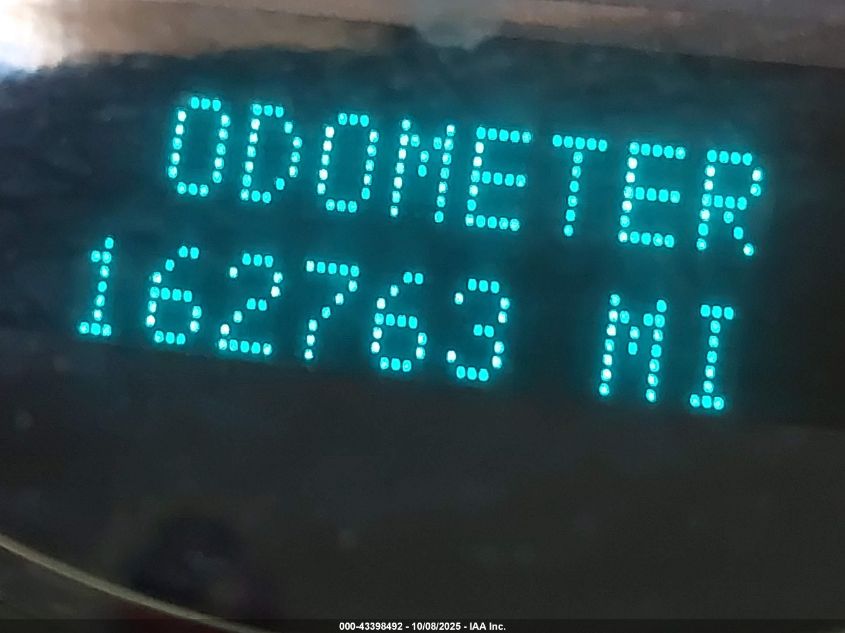 ODOMETER
162763 MI
000-43398492 - 10/08/2025 - IAA Inc.